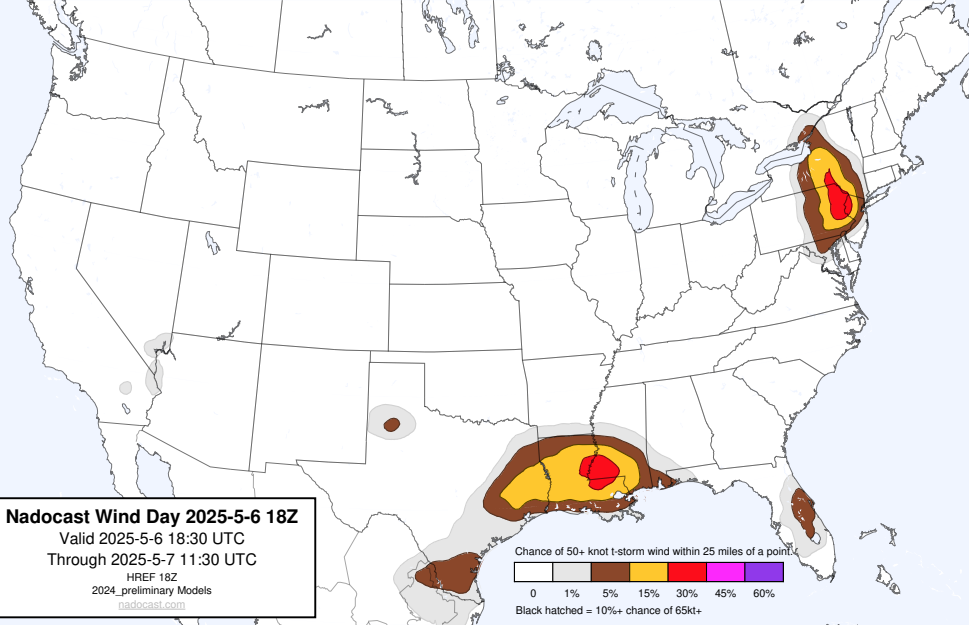 Nadocast Wind Day 2025-5-6 18Z
Valid 2025-5-6 18:30 UTC
Through 2025-5-7 11:30 UTC
HREF 18Z
2024_preliminary Models
nadocast.com
Chance of 50+ knot t-storm wind within 25 miles of a point.
0 1% 5% 15% 30% 45% 60%
Black hatched = 10%+ chance of 65kt+